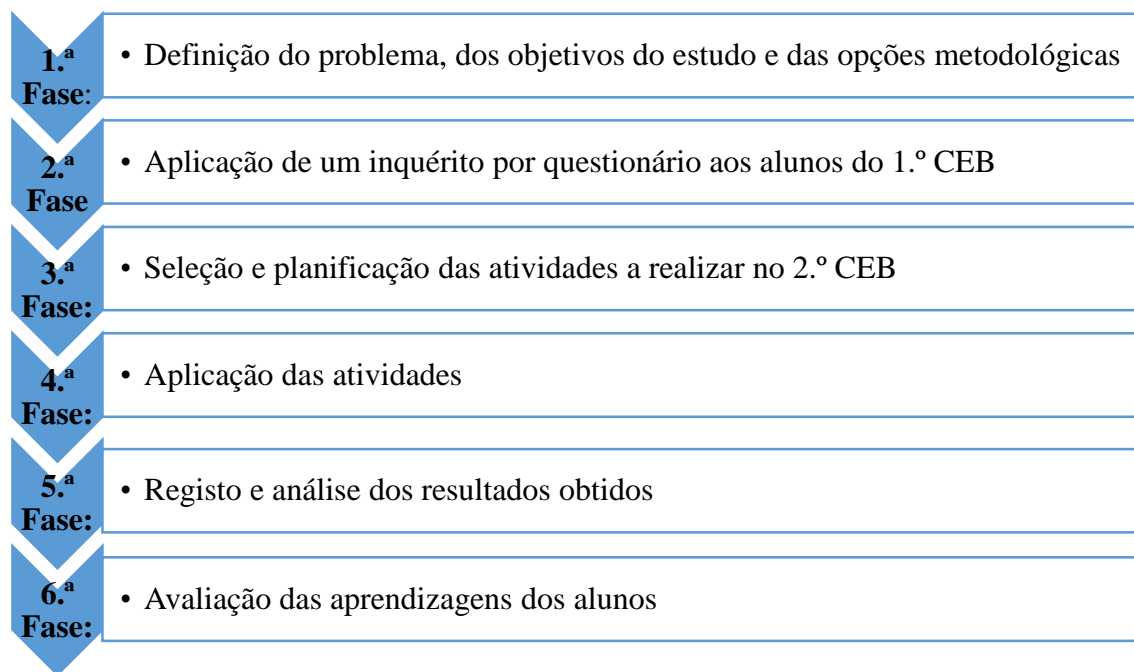 1.ª
Fase:
• Definição do problema, dos objetivos do estudo e das opções metodológicas
2.ª
Fase
• Aplicação de um inquérito por questionário aos alunos do 1.º CEB
3.ª
Fase:
• Seleção e planificação das atividades a realizar no 2.º CEB
4.ª
Fase:
• Aplicação das atividades
5.ª
Fase:
• Registo e análise dos resultados obtidos
6.ª
Fase:
• Avaliação das aprendizagens dos alunos